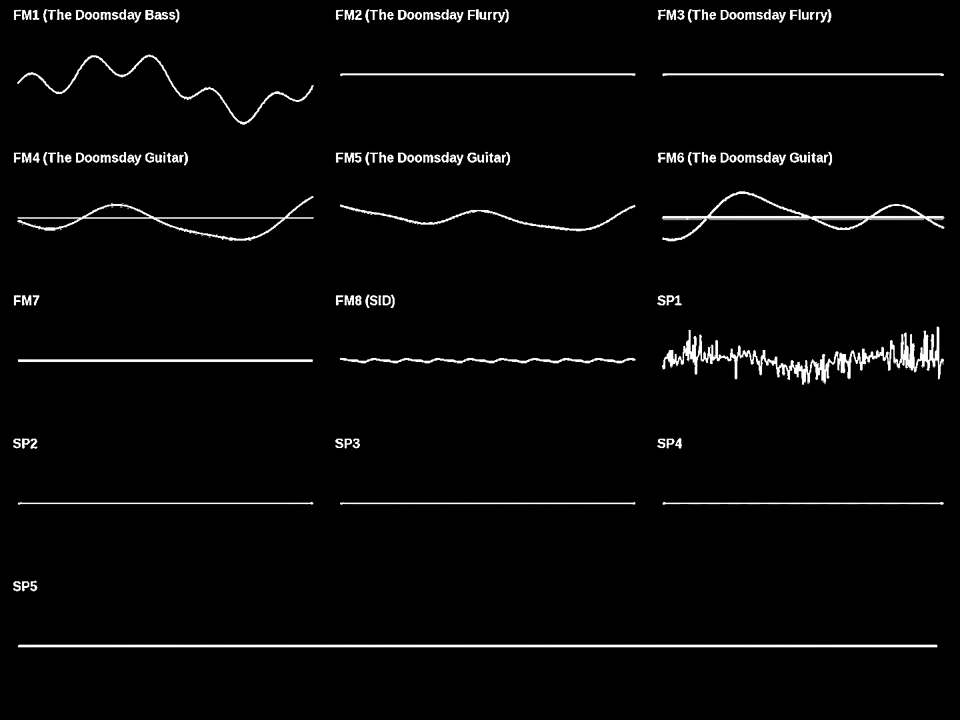 FM1 (The Doomsday Bass)
FM2 (The Doomsday Flurry)
FM3 (The Doomsday Flurry)
FM4 (The Doomsday Guitar)
FM5 (The Doomsday Guitar)
FM6 (The Doomsday Guitar)
FM7
FM8 (SID)
SP1
SP2
SP3
SP4
SP5